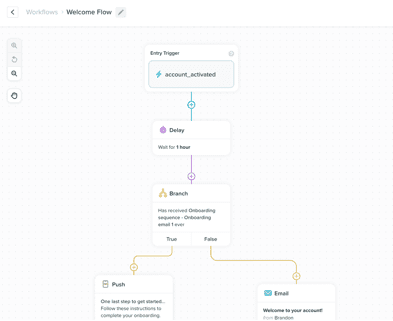 Workflows Welcome Flow
Entry Trigger
account_activated
Delay
Wait for 1 hour
Branch
Has received Onboarding
sequence - Onboarding
email 1 ever
True False
Push
One last step to get started...
Follow these instructions to
complete your onboarding
Email
Welcome to your account!
from Brandon